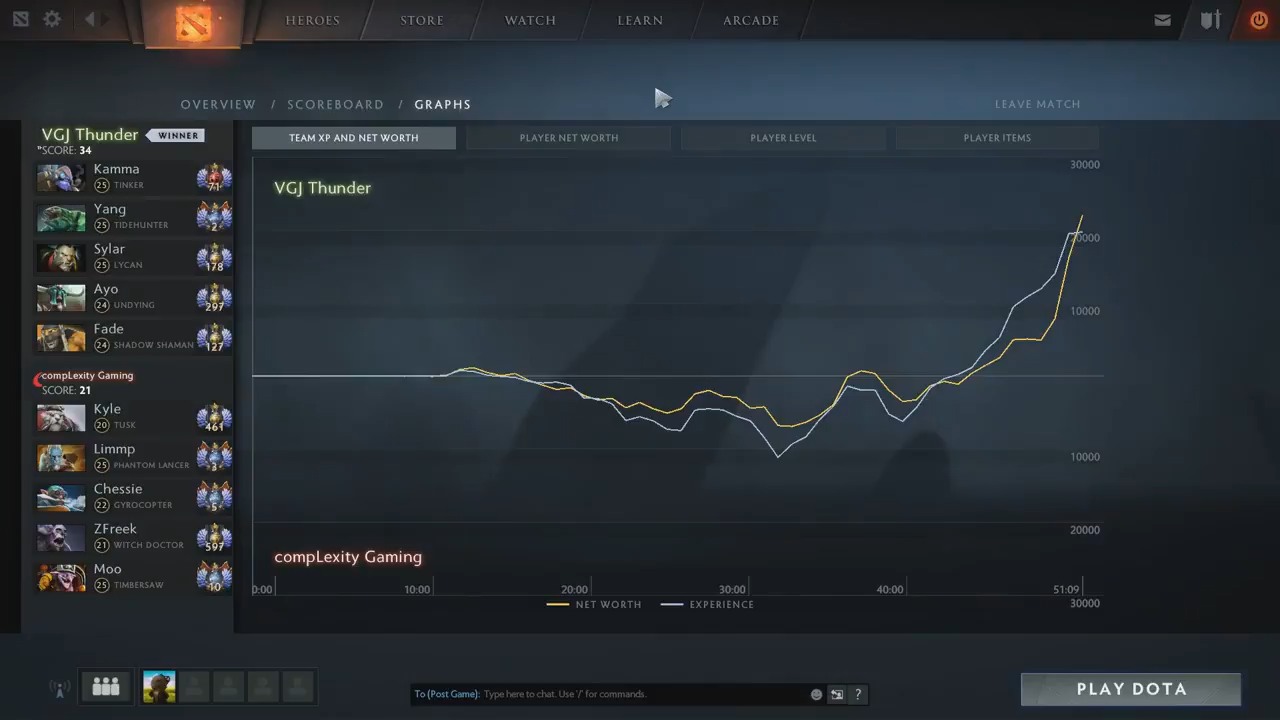 HEROES
STORE
WATCH
LEARN
ARCADE
OVERVIEW / SCOREBOARD / GRAPHS
LEAVE MATCH
VGJ Thunder WINNER
"SCORE: 34
Kamma
25 TINKER
71
Yang
25 TIDEHUNTER
2
Sylar
25 LYCAN
178
Ayo
24 UNDYING
297
Fade
24 SHADOW SHAMAN
127
compLexity Gaming
SCORE: 21
Kyle
20 TUSK
461
Limmp
25 PHANTOM LANCER
3
Chessie
22 GYROCOPTER
5
ZFreek
21 WITCH DOCTOR
597
Moo
25 TIMBERSAW
10
TEAM XP AND NET WORTH
PLAYER NET WORTH
PLAYER LEVEL
PLAYER ITEMS
VGJ Thunder
30000
20000
10000
10000
20000
30000
compLexity Gaming
0:00 10:00 20:00 30:00 40:00 51:09
NET WORTH EXPERIENCE
To (Post Game): Type here to chat. Use '/' for commands.
?
PLAY DOTA